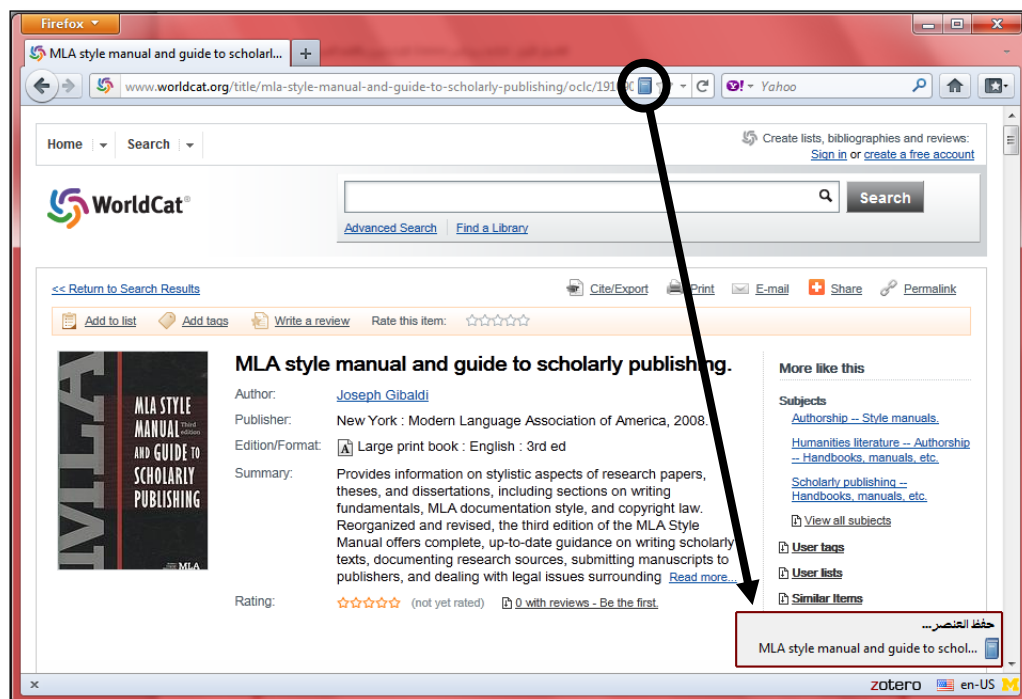 Firefox
MLA style manual and guide to scholarl...
www.worldcat.org/title/mla-style-manual-and-guide-to-scholarly-publishing/oclc/191
Yahoo
Home
Search
Create lists, bibliographies and reviews:
Sign in or create a free account
WorldCat®
Search
Advanced Search
Find a Library
<< Return to Search Results
Cite/Export
Print
E-mail
Share
Permalink
Add to list
Add tags
Write a review
Rate this item:
MLA
MLA STYLE
MANUAL Third edition
AND GUIDE TO
SCHOLARLY
PUBLISHING
MLA
MLA style manual and guide to scholarly publishing.
Author: Joseph Gibaldi
Publisher: New York : Modern Language Association of America, 2008.
Edition/Format: Large print book : English : 3rd ed
Summary: Provides information on stylistic aspects of research papers,
theses, and dissertations, including sections on writing
fundamentals, MLA documentation style, and copyright law.
Reorganized and revised, the third edition of the MLA Style
Manual offers complete, up-to-date guidance on writing scholarly
texts, documenting research sources, submitting manuscripts to
publishers, and dealing with legal issues surrounding Read more...
Rating: (not yet rated) 0 with reviews - Be the first.
More like this
Subjects
Authorship -- Style manuals.
Humanities literature -- Authorship
-- Handbooks, manuals, etc.
Scholarly publishing --
Handbooks, manuals, etc.
View all subjects
User tags
User lists
Similar Items
حفظ العنصر...
MLA style manual and guide to schol...
zotero
en-US